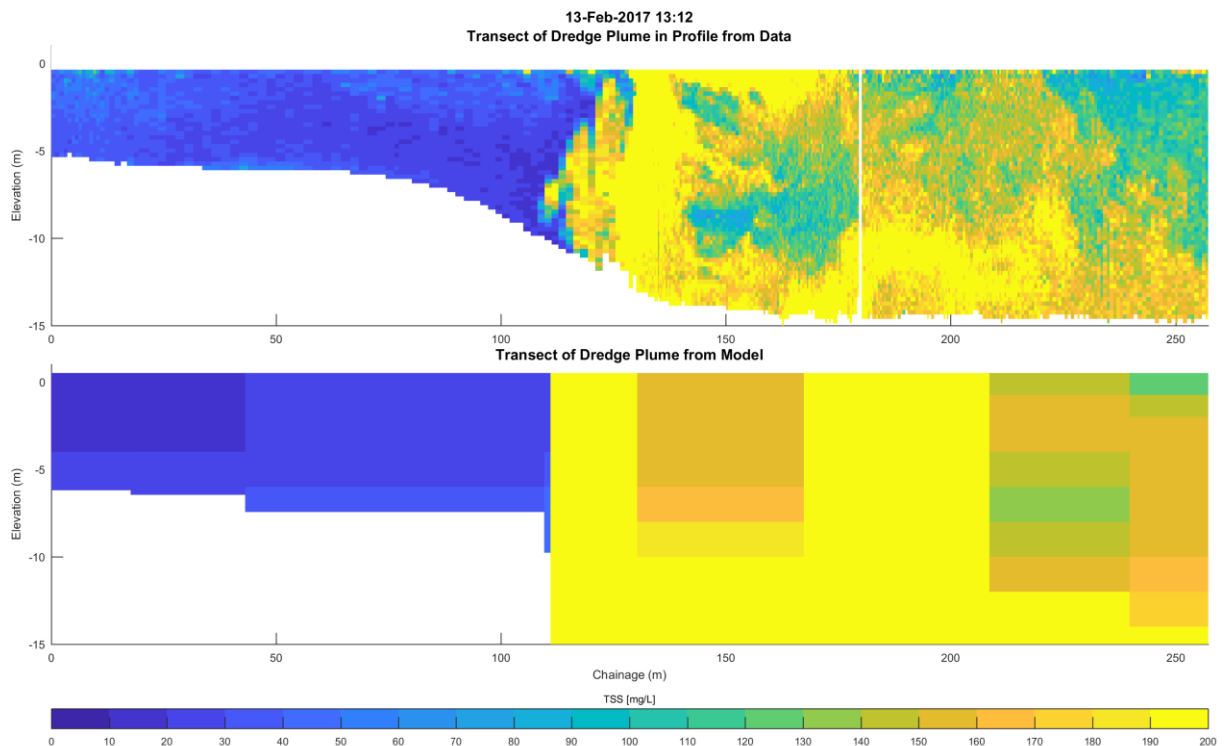 13-Feb-2017 13:12
Transect of Dredge Plume in Profile from Data
0
-5
-10
-15
Elevation (m)
0 50 100 150 200 250
Transect of Dredge Plume from Model
0
-5
-10
-15
Elevation (m)
0 50 100 150 200 250
Chainage (m)
TSS [mg/L]
0 10 20 30 40 50 60 70 80 90 100 110 120 130 140 150 160 170 180 190 200